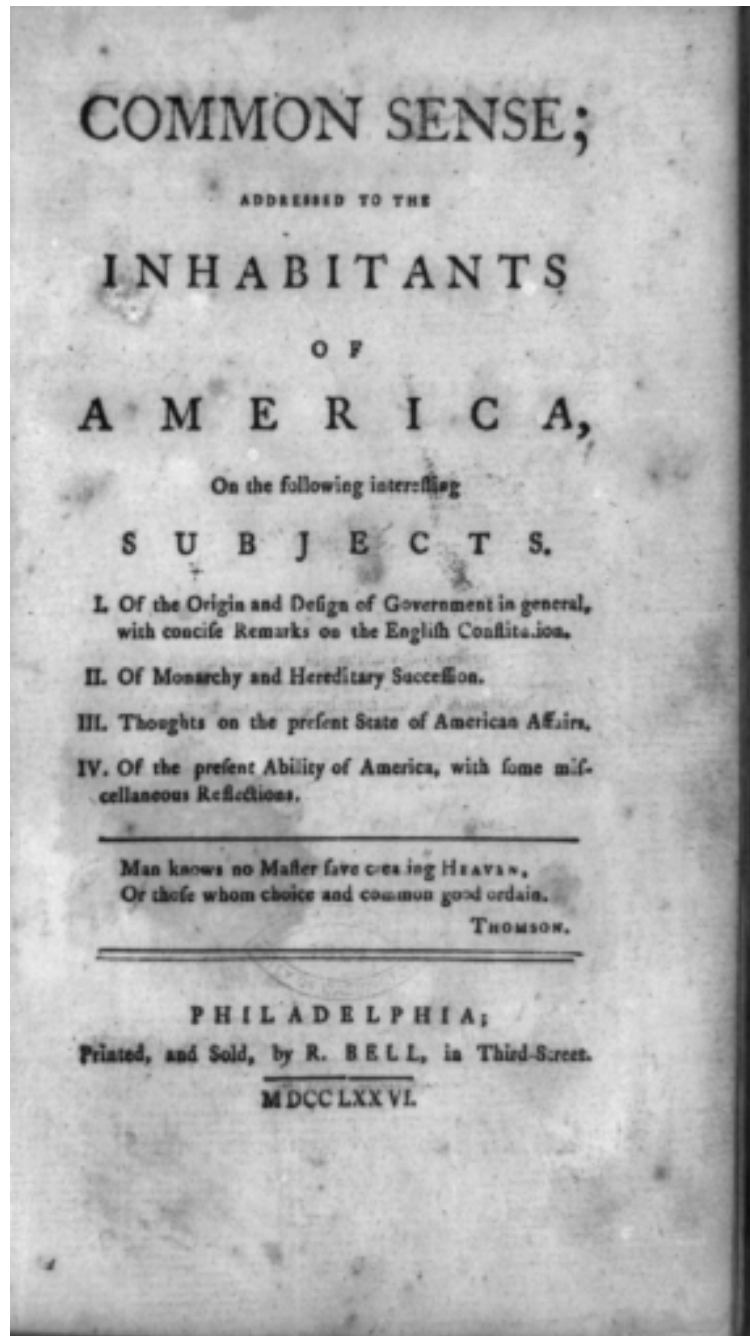 COMMON SENSE;
ADDRESSED TO THE
INHABITANTS
OF
AMERICA,
On the following intereſting
SUBJECTS.
I. Of the Origin and Deſign of Government in general,
with conciſe Remarks on the Engliſh Conſtitution.
II. Of Monarchy and Hereditary Succeſſion.
III. Thoughts on the preſent State of American Affairs.
IV. Of the preſent Ability of America, with ſome miſ-
cellaneous Reflections.
Man knows no Maſter ſave creating HEAVEN,
Or thoſe whom choice and common good ordain.
THOMSON.
PHILADELPHIA;
Printed, and Sold, by R. BELL, in Third-Street.
MDCCLXXVI.